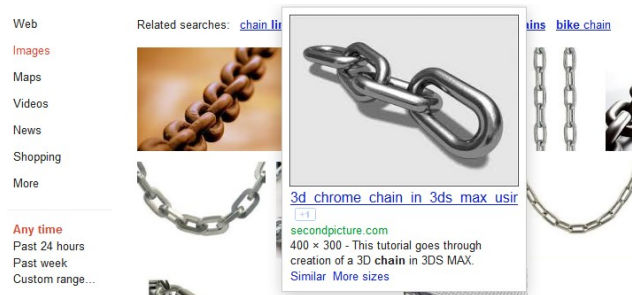 Web
Images
Maps
Videos
News
Shopping
More
Any time
Past 24 hours
Past week
Custom range...
Related searches: chain
bike chain
3d chrome chain in 3ds max usir
+1
secondpicture.com
400 × 300 - This tutorial goes through
creation of a 3D chain in 3DS MAX.
Similar More sizes